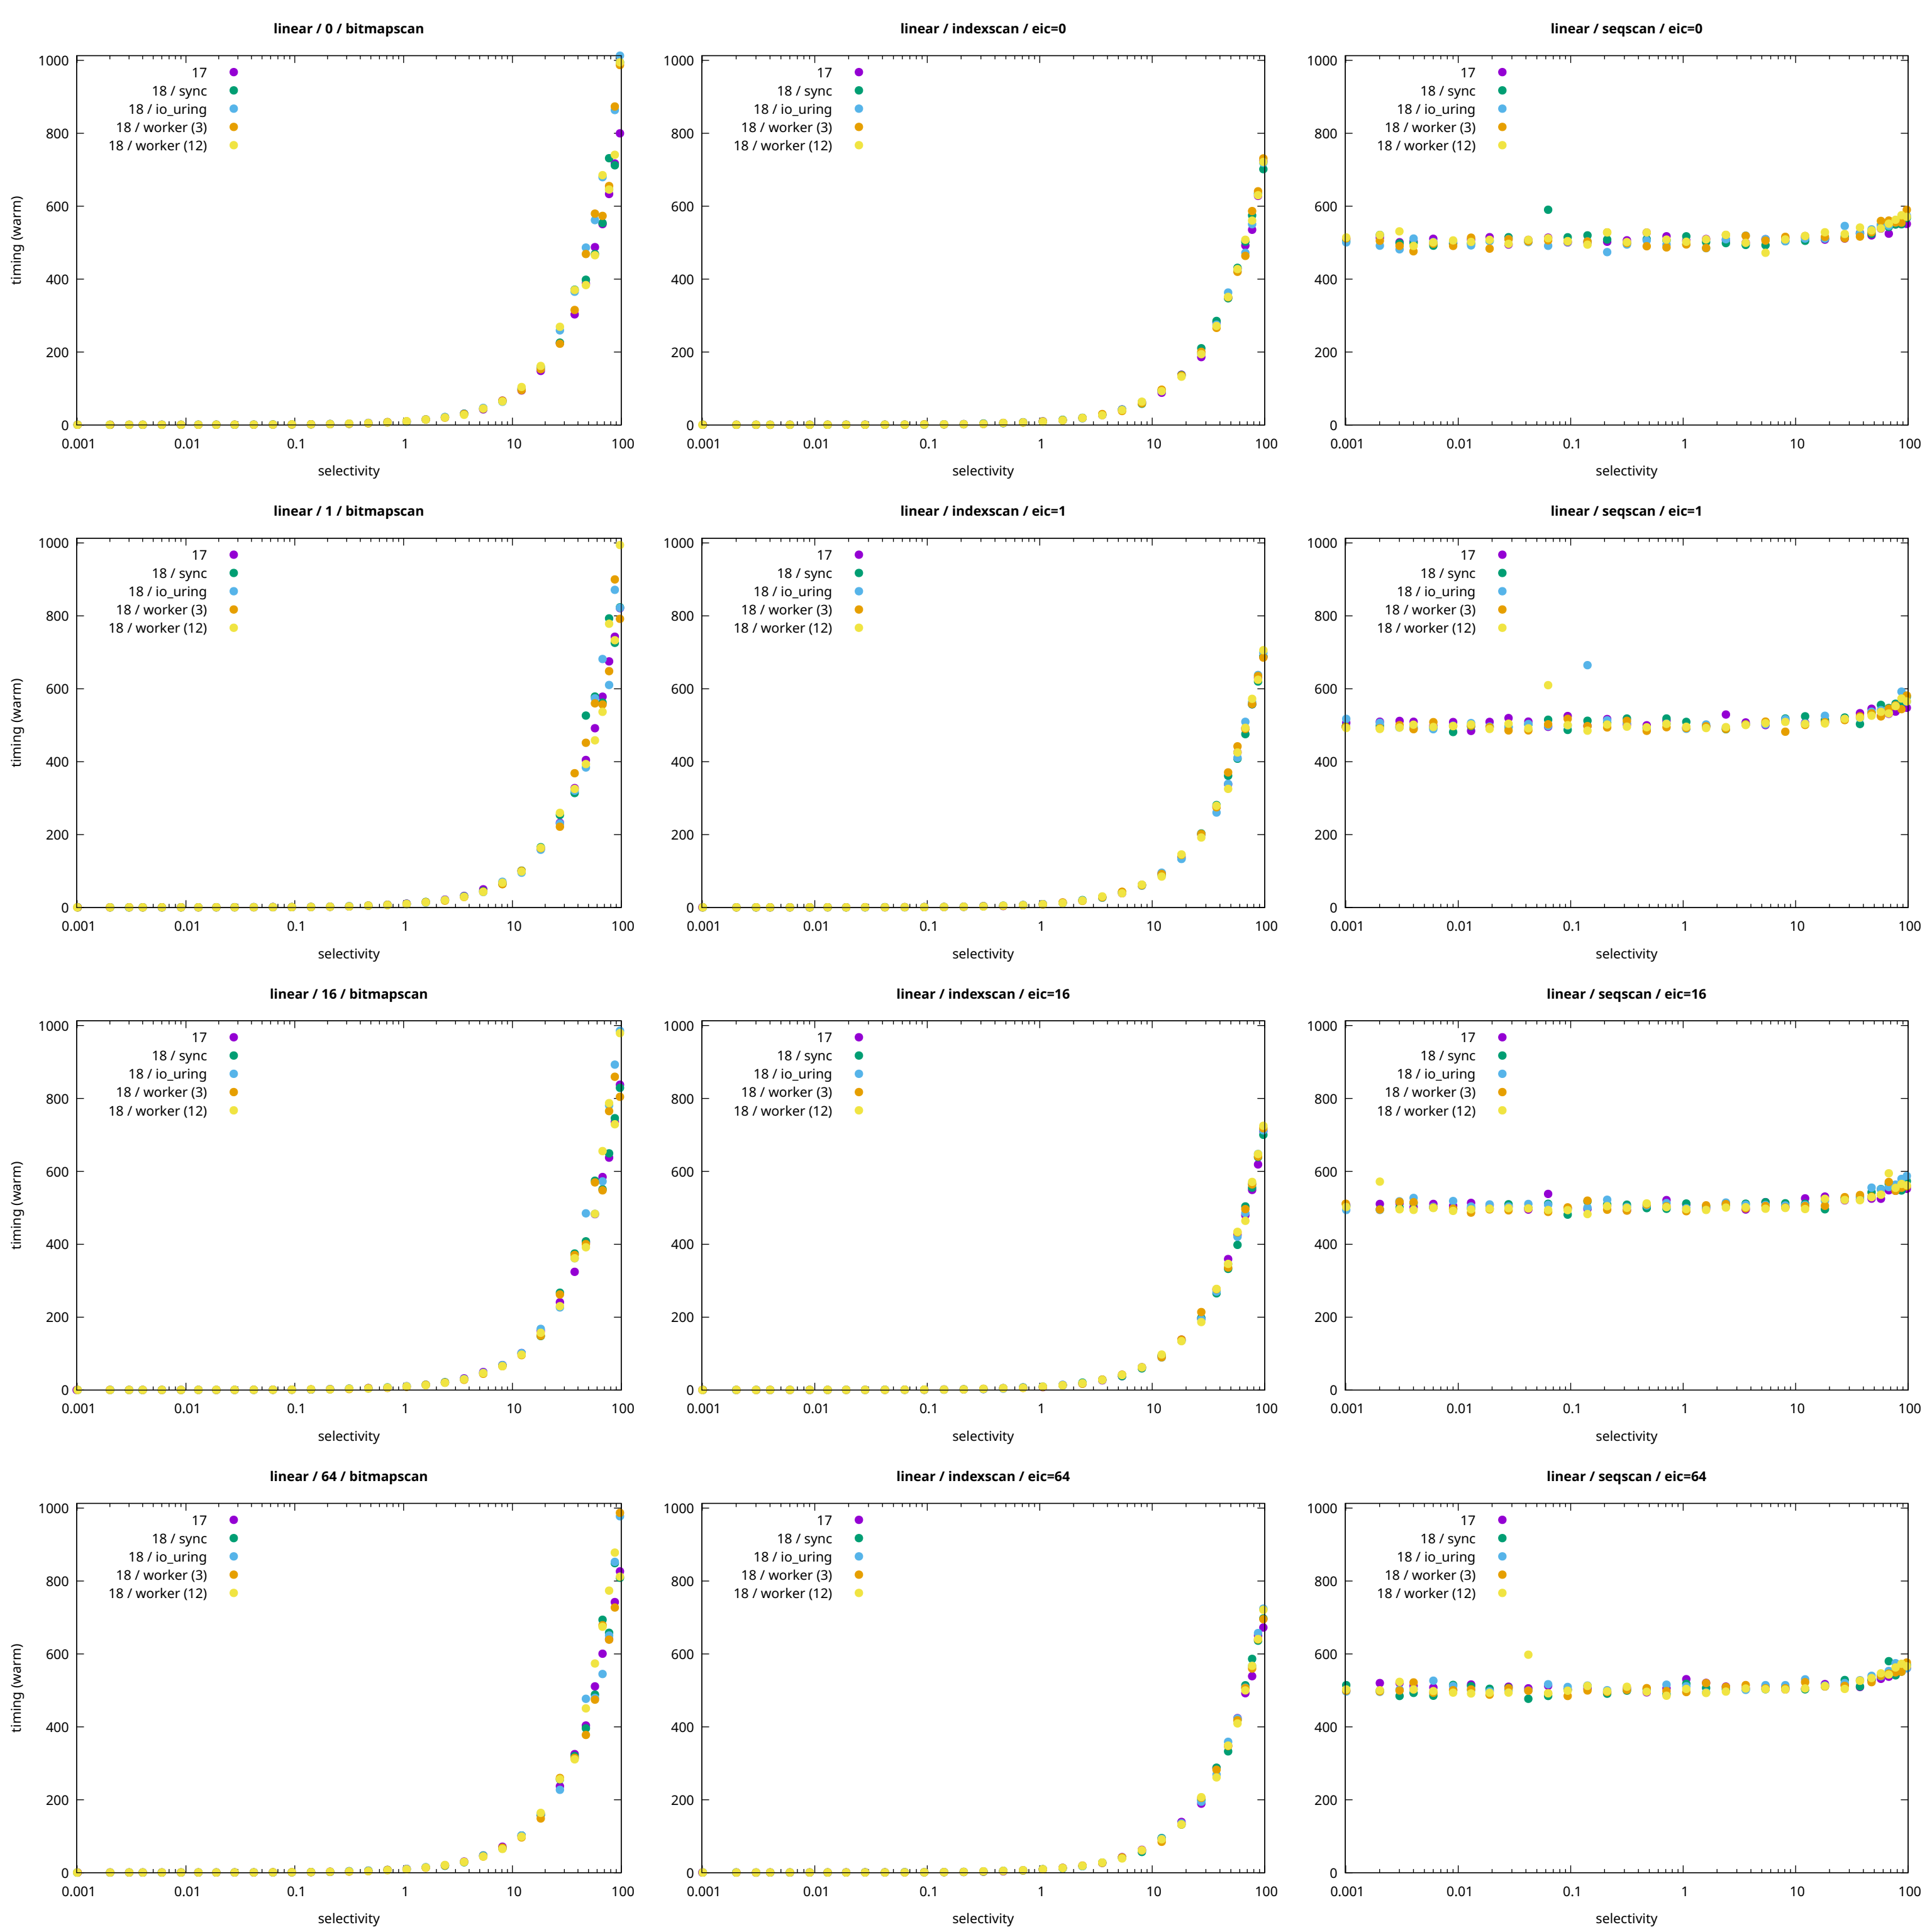 linear / 0 / bitmapscan
timing (warm)
1000
800
600
400
200
0
17
18 / sync
18 / io_uring
18 / worker (3)
18 / worker (12)
0.001
0.01
0.1
1
10
100
selectivity
linear / indexscan / eic=0
1000
800
600
400
200
0
17
18 / sync
18 / io_uring
18 / worker (3)
18 / worker (12)
0.001
0.01
0.1
1
10
100
selectivity
linear / seqscan / eic=0
1000
800
600
400
200
0
17
18 / sync
18 / io_uring
18 / worker (3)
18 / worker (12)
0.001
0.01
0.1
1
10
100
selectivity
linear / 1 / bitmapscan
timing (warm)
1000
800
600
400
200
0
17
18 / sync
18 / io_uring
18 / worker (3)
18 / worker (12)
0.001
0.01
0.1
1
10
100
selectivity
linear / indexscan / eic=1
1000
800
600
400
200
0
17
18 / sync
18 / io_uring
18 / worker (3)
18 / worker (12)
0.001
0.01
0.1
1
10
100
selectivity
linear / seqscan / eic=1
1000
800
600
400
200
0
17
18 / sync
18 / io_uring
18 / worker (3)
18 / worker (12)
0.001
0.01
0.1
1
10
100
selectivity
linear / 16 / bitmapscan
timing (warm)
1000
800
600
400
200
0
17
18 / sync
18 / io_uring
18 / worker (3)
18 / worker (12)
0.001
0.01
0.1
1
10
100
selectivity
linear / indexscan / eic=16
1000
800
600
400
200
0
17
18 / sync
18 / io_uring
18 / worker (3)
18 / worker (12)
0.001
0.01
0.1
1
10
100
selectivity
linear / seqscan / eic=16
1000
800
600
400
200
0
17
18 / sync
18 / io_uring
18 / worker (3)
18 / worker (12)
0.001
0.01
0.1
1
10
100
selectivity
linear / 64 / bitmapscan
timing (warm)
1000
800
600
400
200
0
17
18 / sync
18 / io_uring
18 / worker (3)
18 / worker (12)
0.001
0.01
0.1
1
10
100
selectivity
linear / indexscan / eic=64
1000
800
600
400
200
0
17
18 / sync
18 / io_uring
18 / worker (3)
18 / worker (12)
0.001
0.01
0.1
1
10
100
selectivity
linear / seqscan / eic=64
1000
800
600
400
200
0
17
18 / sync
18 / io_uring
18 / worker (3)
18 / worker (12)
0.001
0.01
0.1
1
10
100
selectivity